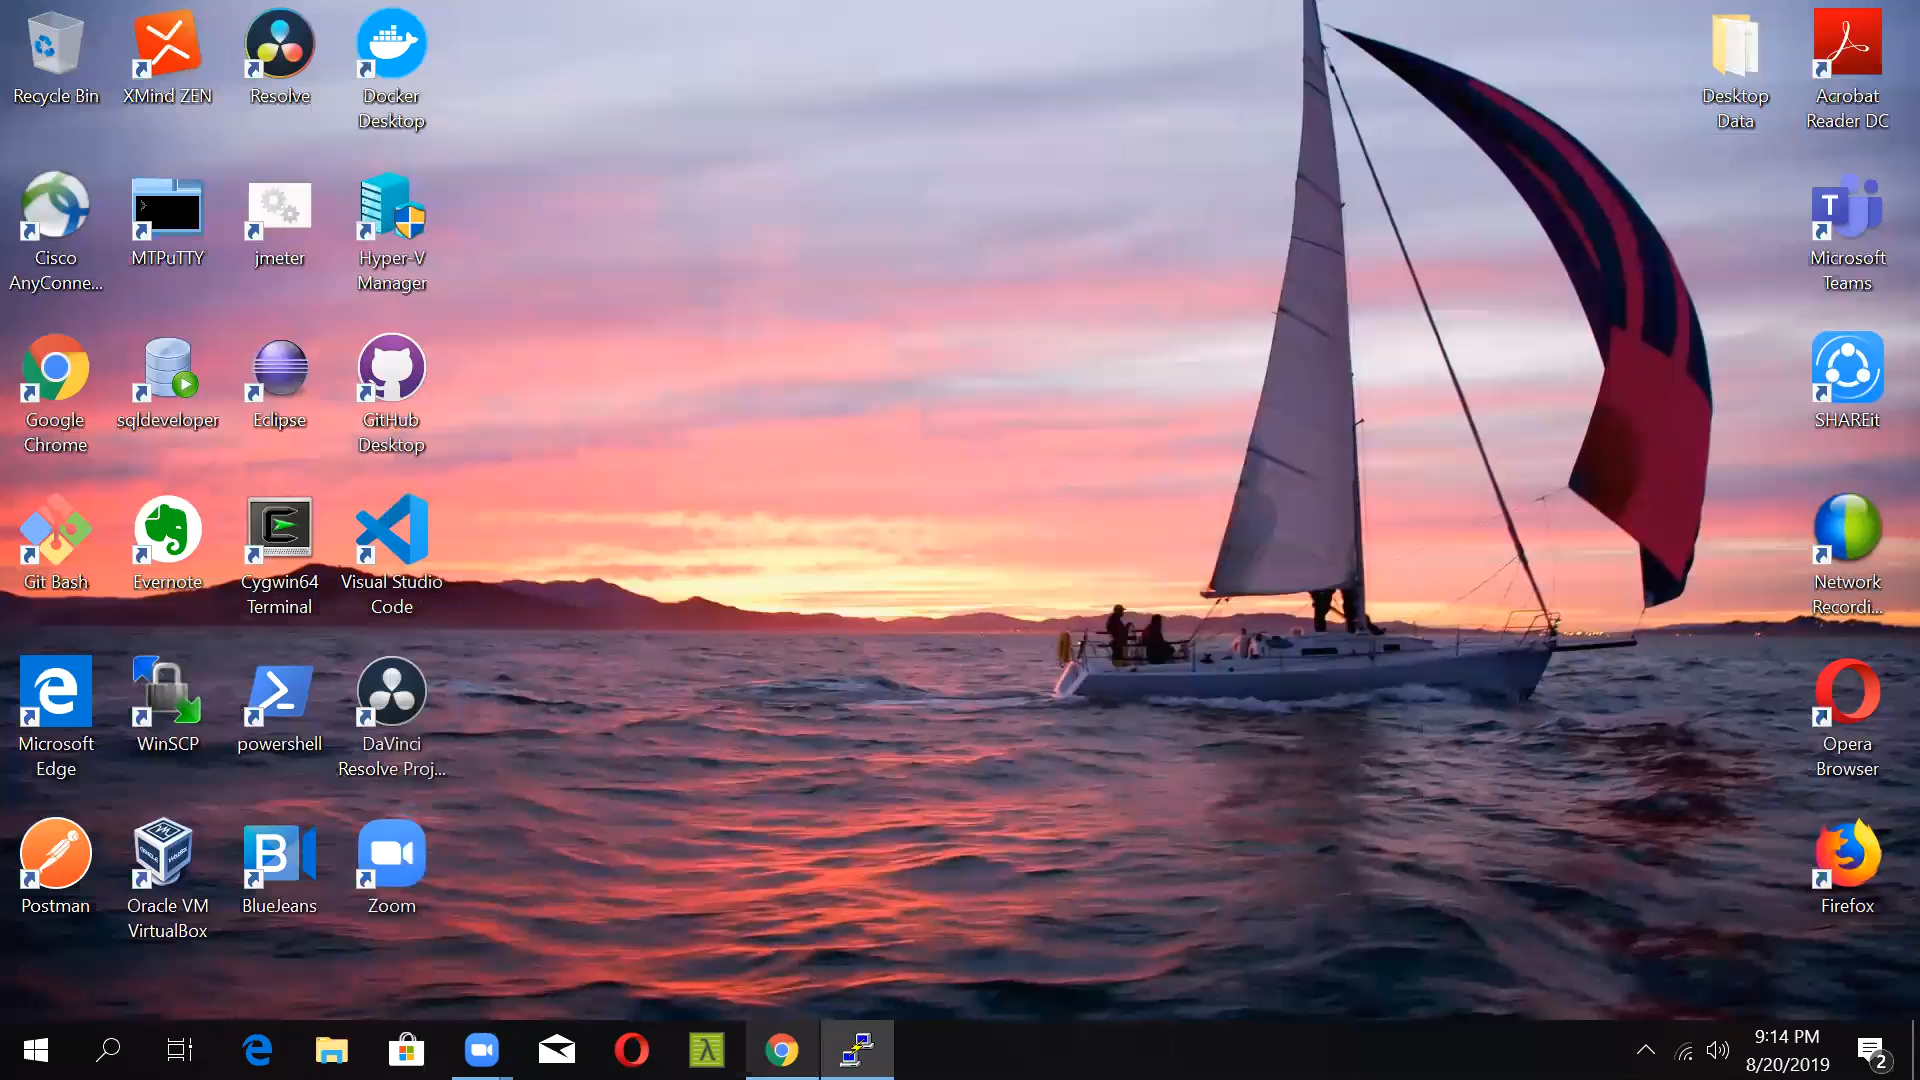 Recycle Bin
XMind ZEN
Resolve
Docker
Desktop
Desktop
Data
Acrobat
Reader DC
Cisco
AnyConne...
MTPuTTY
jmeter
Hyper-V
Manager
T
Microsoft
Teams
Google
Chrome
sqldeveloper
Eclipse
GitHub
Desktop
SHAREit
Git Bash
Evernote
Cygwin64
Terminal
Visual Studio
Code
Network
Recordi...
Microsoft
Edge
WinSCP
powershell
DaVinci
Resolve Proj...
Opera
Browser
Postman
Oracle VM
VirtualBox
B
BlueJeans
Zoom
Firefox
9:14 PM
8/20/2019
2